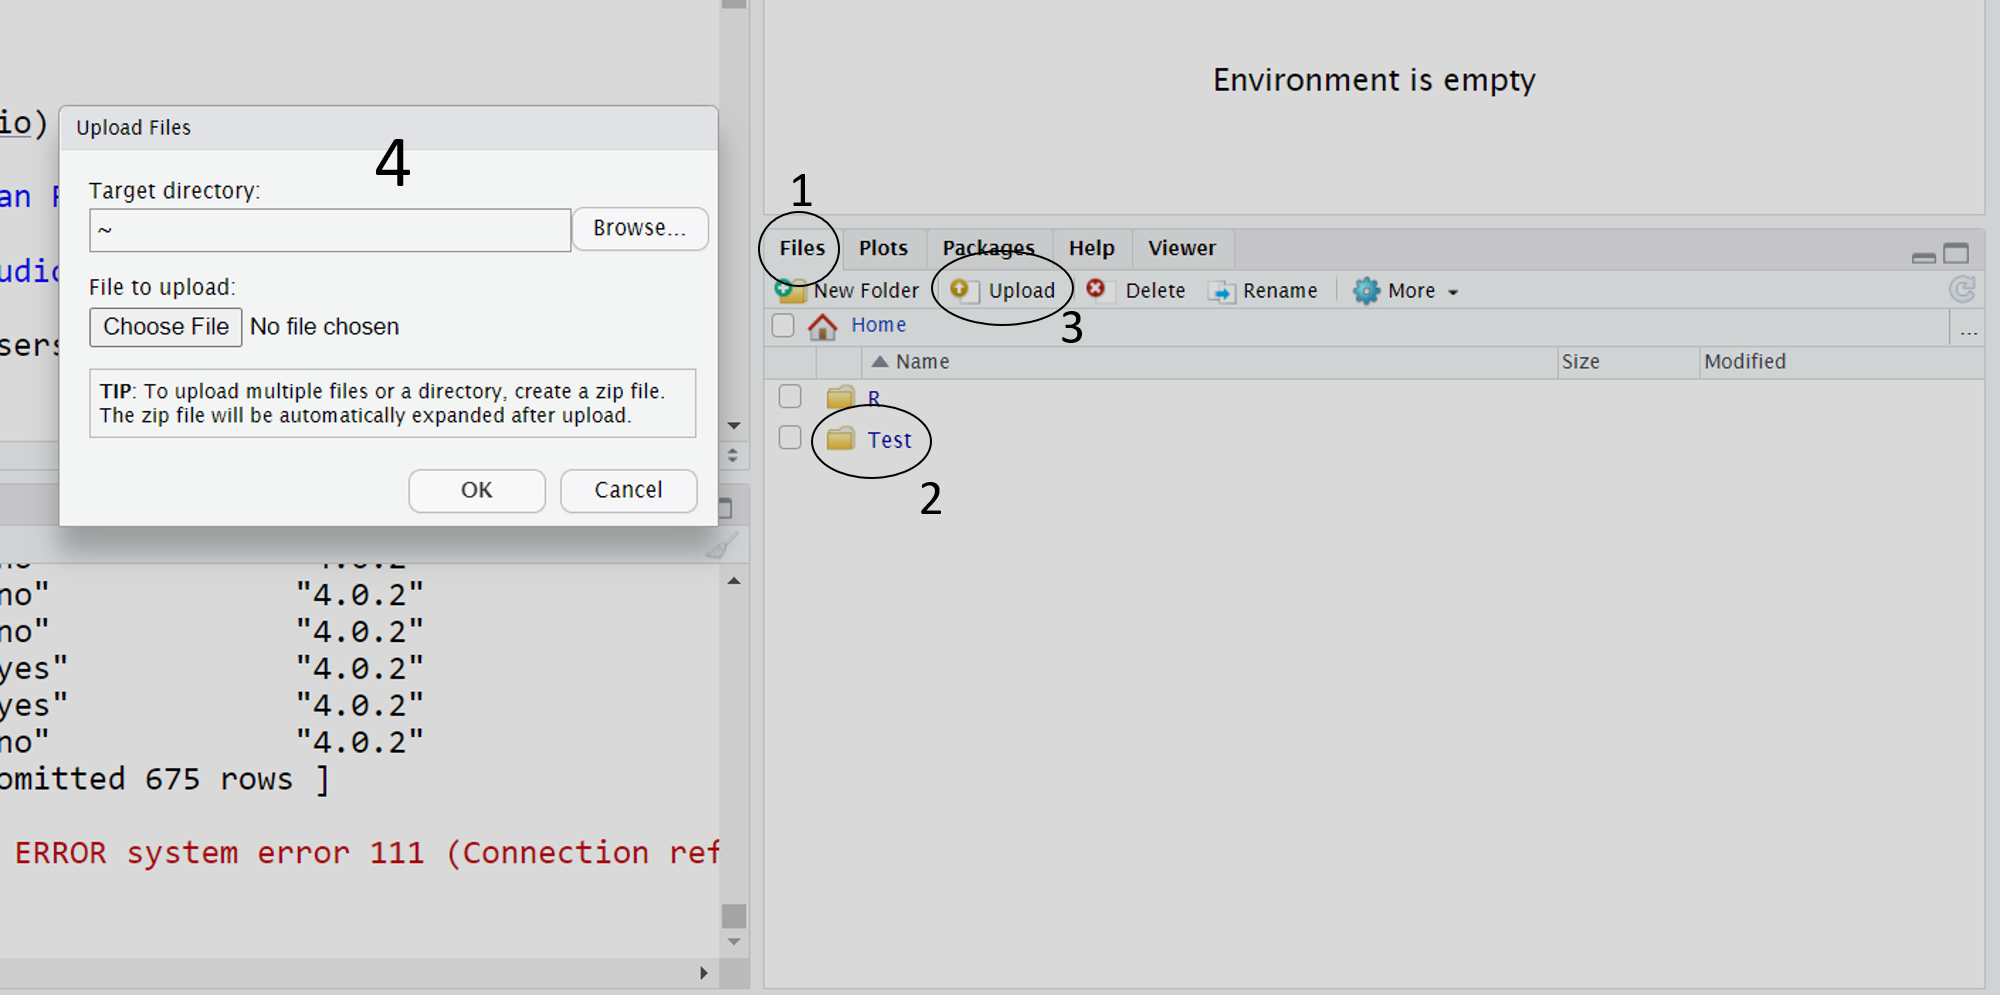 Environment is empty
io)
Upload Files
4
Target directory:
an
~
Browse...
udio
File to upload:
Choose File No file chosen
sers
TIP: To upload multiple files or a directory, create a zip file.
The zip file will be automatically expanded after upload.
OK Cancel
1
Files Plots Packages Help Viewer
New Folder Upload Delete Rename More
3
Home
...
Name Size Modified
R
Test
2
no" "4.0.2"
no" "4.0.2"
yes" "4.0.2"
yes" "4.0.2"
no" "4.0.2"
omitted 675 rows ]
ERROR system error 111 (Connection ref